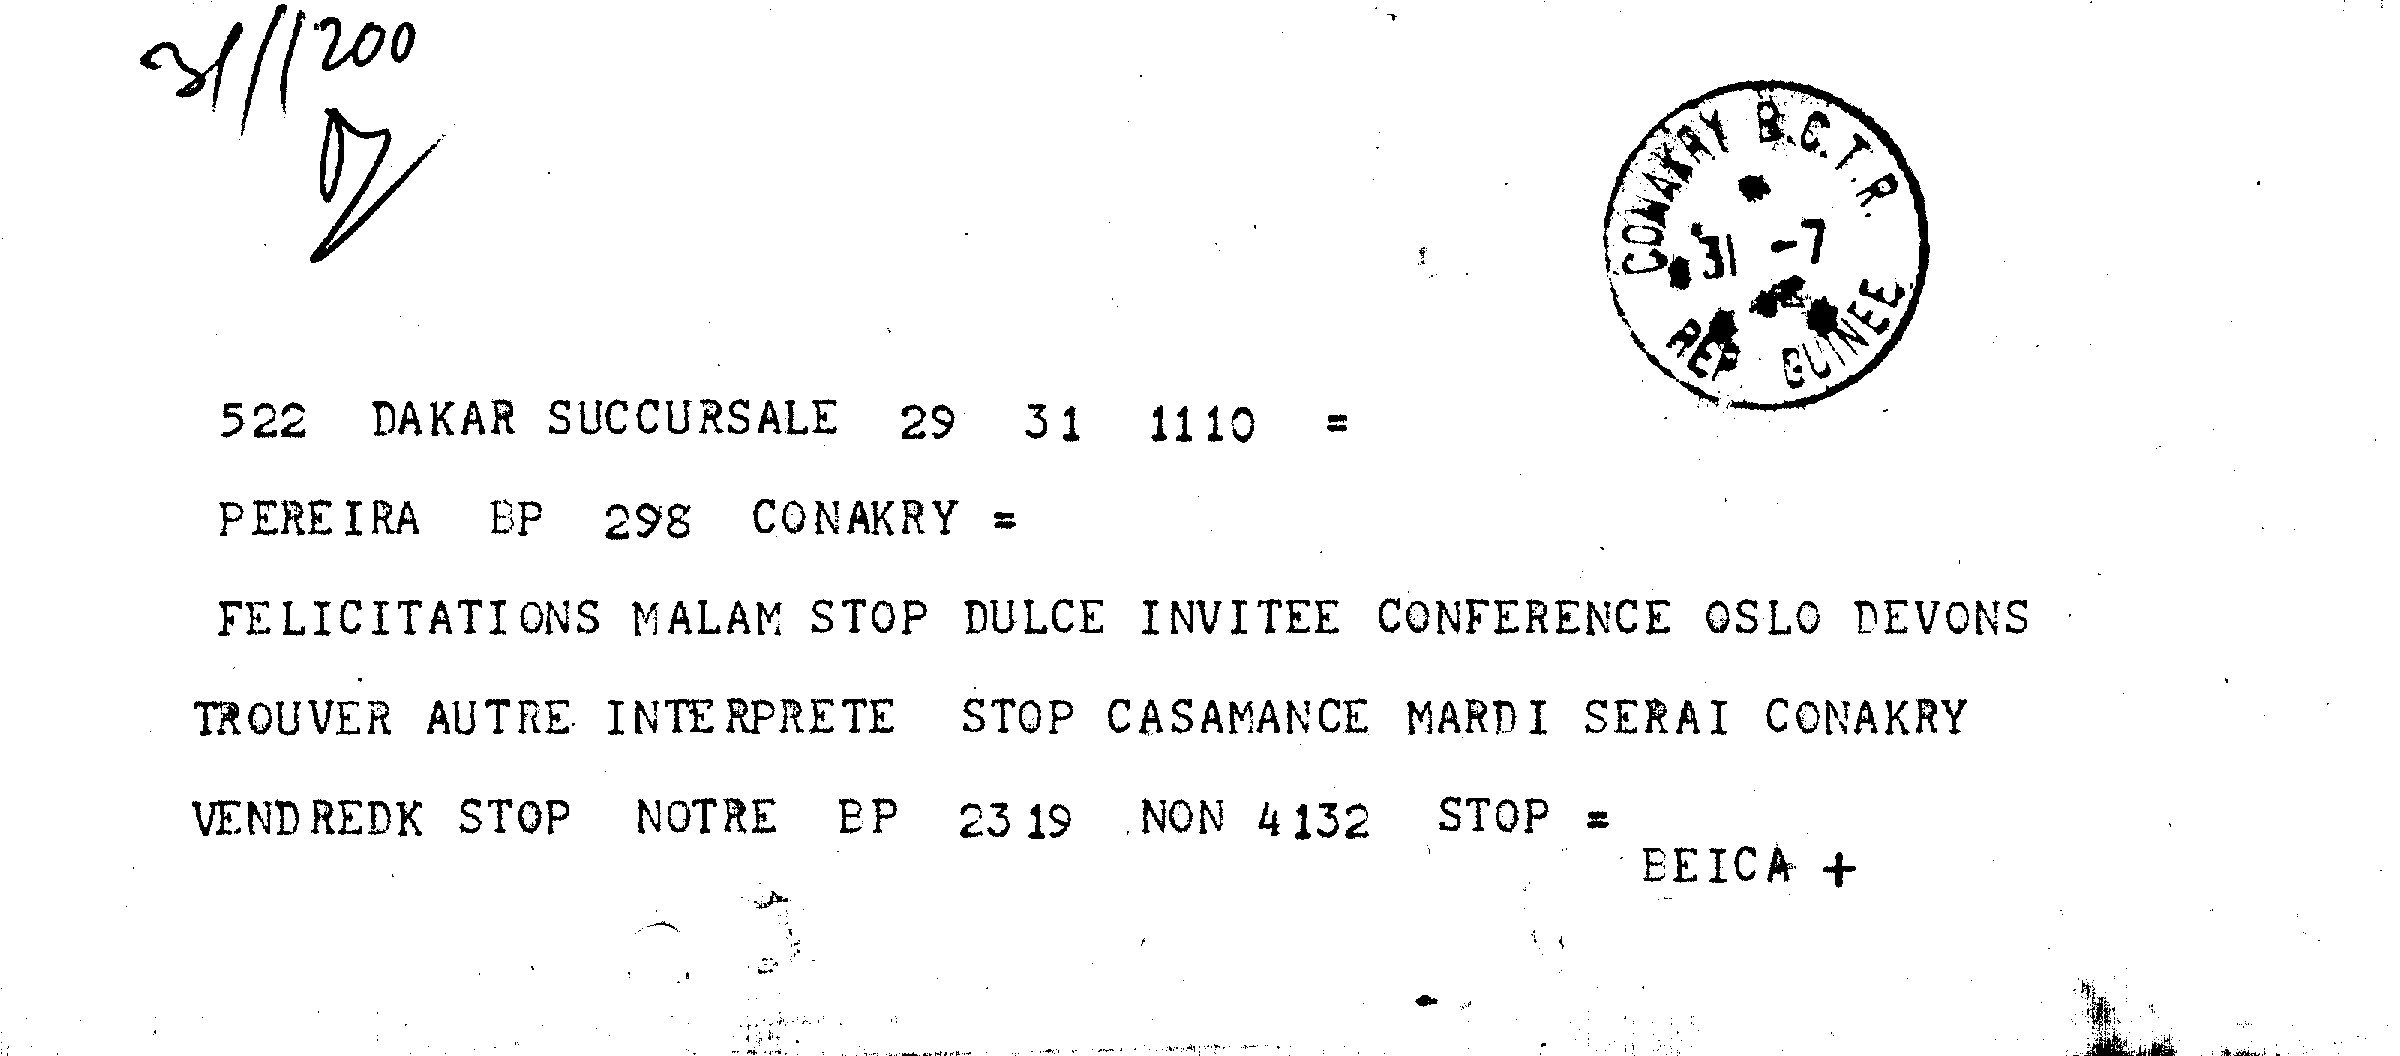 31//1200
CONAKRY B.C.T.R.
31 -7
REP GUINEE
522 DAKAR SUCCURSALE 29 31 1110 =
PEREIRA BP 298 CONAKRY =
FELICITATIONS MALAM STOP DULCE INVITEE CONFERENCE OSLO DEVONS
TROUVER AUTRE INTERPRETE STOP CASAMANCE MARDI SERAI CONAKRY
VENDREDK STOP NOTRE BP 2319 NON 4132 STOP =
BEICA +